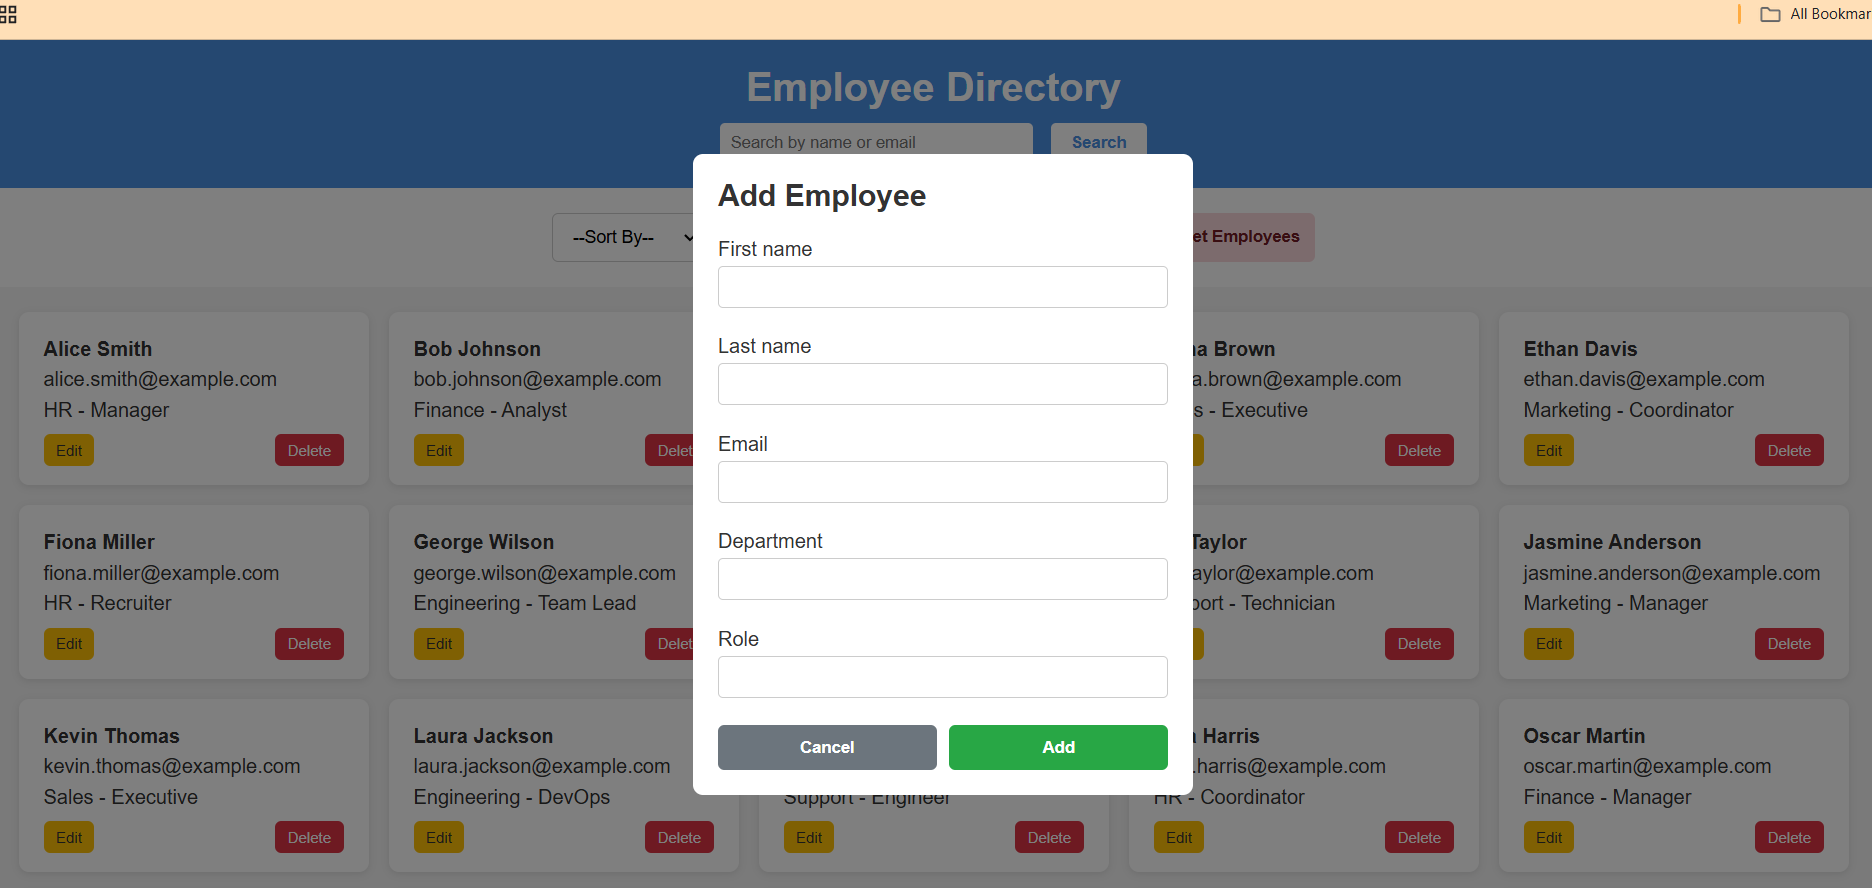 All Bookmar
Employee Directory
Search by name or email
Search
Add Employee
--Sort By--
et Employees
First name
Last name
Email
Department
Role
Cancel
Add
Alice Smith
alice.smith@example.com
HR - Manager
Edit
Delete
Bob Johnson
bob.johnson@example.com
Finance - Analyst
Edit
Delet
a Brown
a.brown@example.com
s - Executive
Delete
Ethan Davis
ethan.davis@example.com
Marketing - Coordinator
Edit
Delete
Fiona Miller
fiona.miller@example.com
HR - Recruiter
Edit
Delete
George Wilson
george.wilson@example.com
Engineering - Team Lead
Edit
Delet
Taylor
aylor@example.com
ort - Technician
Delete
Jasmine Anderson
jasmine.anderson@example.com
Marketing - Manager
Edit
Delete
Kevin Thomas
kevin.thomas@example.com
Sales - Executive
Edit
Delete
Laura Jackson
laura.jackson@example.com
Engineering - DevOps
Edit
Delete
Support - Engineer
Edit
Delete
Harris
.harris@example.com
HR - Coordinator
Edit
Delete
Oscar Martin
oscar.martin@example.com
Finance - Manager
Edit
Delete